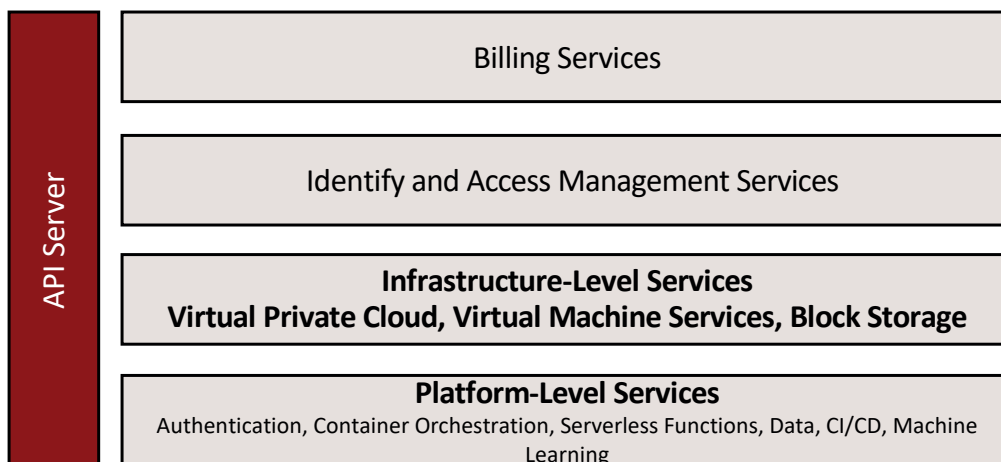 API Server
Billing Services
Identify and Access Management Services
Infrastructure-Level Services
Virtual Private Cloud, Virtual Machine Services, Block Storage
Platform-Level Services
Authentication, Container Orchestration, Serverless Functions, Data, CI/CD, Machine
Learning